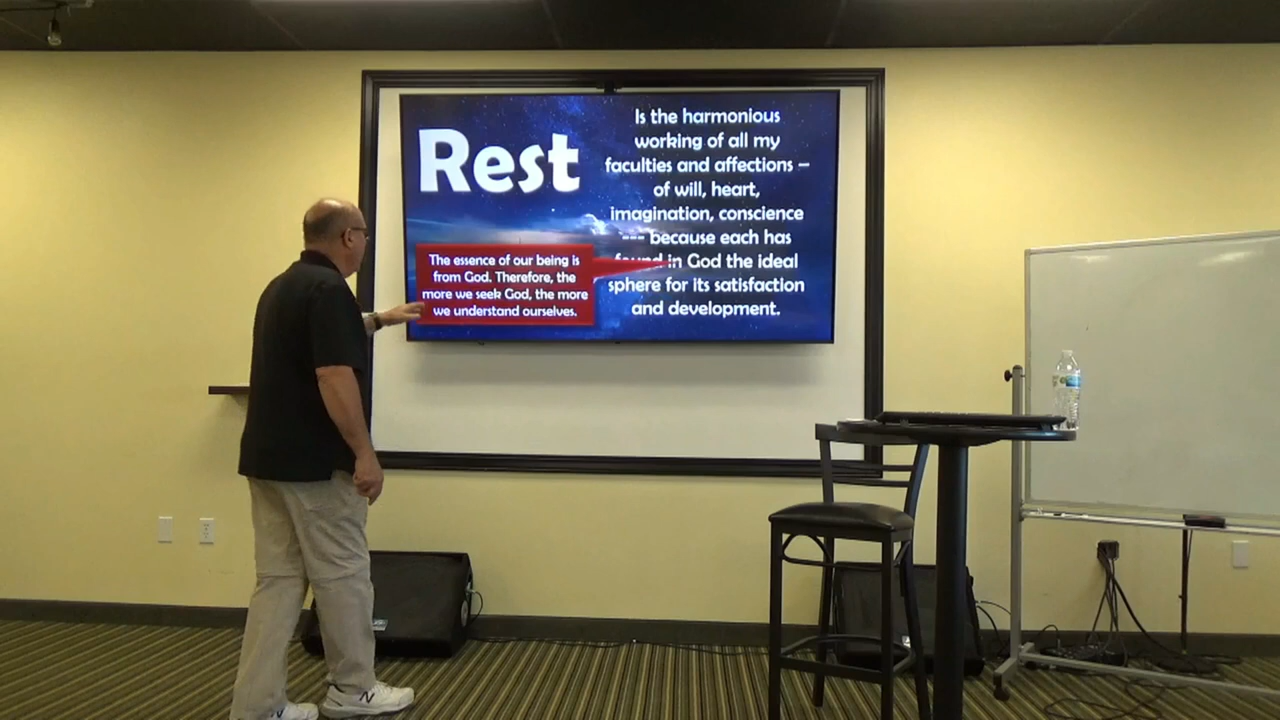 Rest
Is the harmonious
working of all my
faculties and affections –
of will, heart,
imagination, conscience
--- because each has
found in God the ideal
sphere for its satisfaction
and development.
The essence of our being is
from God. Therefore, the
more we seek God, the more
we understand ourselves.
N